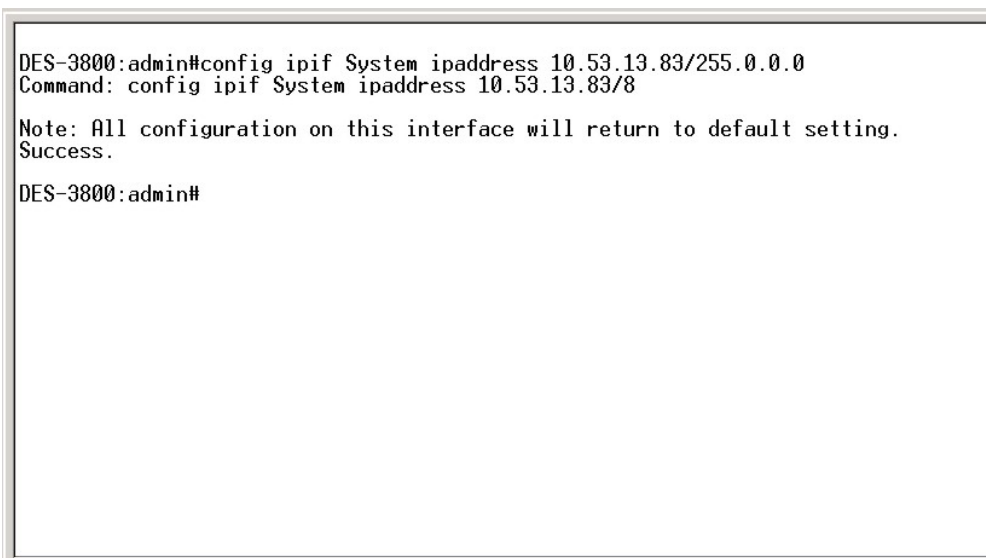 DES-3800:admin#config ipif System ipaddress 10.53.13.83/255.0.0.0
Command: config ipif System ipaddress 10.53.13.83/8
Note: All configuration on this interface will return to default setting.
Success.
DES-3800:admin#